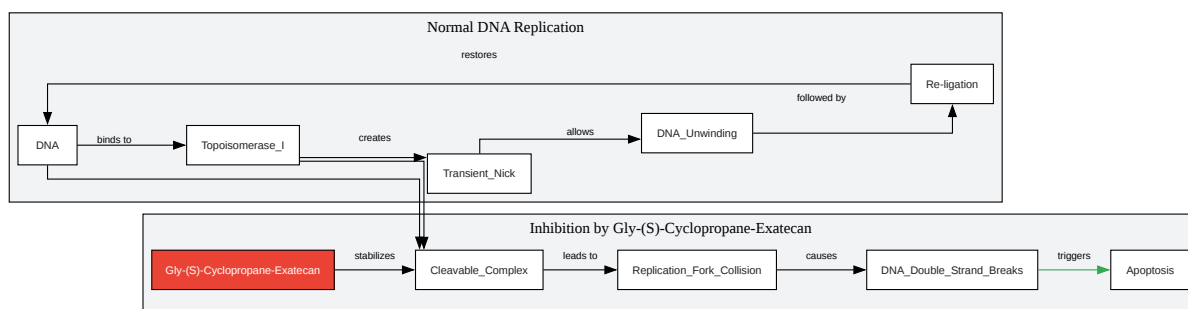 Normal DNA Replication
restores
Re-ligation
followed by
DNA
binds to
Topoisomerase_I
creates
Transient_Nick
allows
DNA_Unwinding
Inhibition by Gly-(S)-Cyclopropane-Exatecan
Gly-(S)-Cyclopropane-Exatecan
stabilizes
Cleavable_Complex
leads to
Replication_Fork_Collision
causes
DNA_Double_Strand_Breaks
triggers
Apoptosis